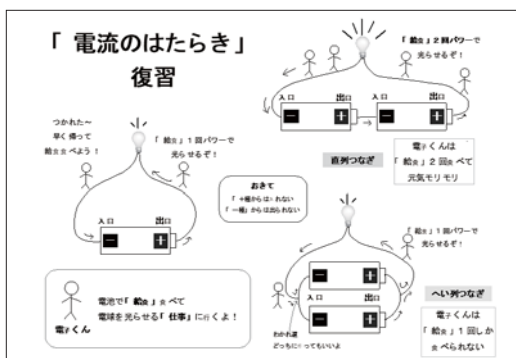 「 電流のはたらき」
復習
つかれた～
早く帰って
給食食べよう！
「 給食 」1 回パワーで
光らせるぞ！
入口
出口
おきて
「 +極からは入れない
「 ー極」からは出られない
電子くん
電池で「 給食 」食べて
電球を光らせる「 仕事」に行くよ！
「 給食 」2 回パワーで
光らせるぞ！
入口
出口
入口
出口
直列つなぎ
電子くんは
「 給食 」2 回食べて
元気モリモリ
「 給食 」1 回パワーで
光らせるぞ！
入口
出口
わかれ道
どっちに行ってもいいよ
へい列つなぎ
電子くんは
「 給食 」1 回しか
食べられない